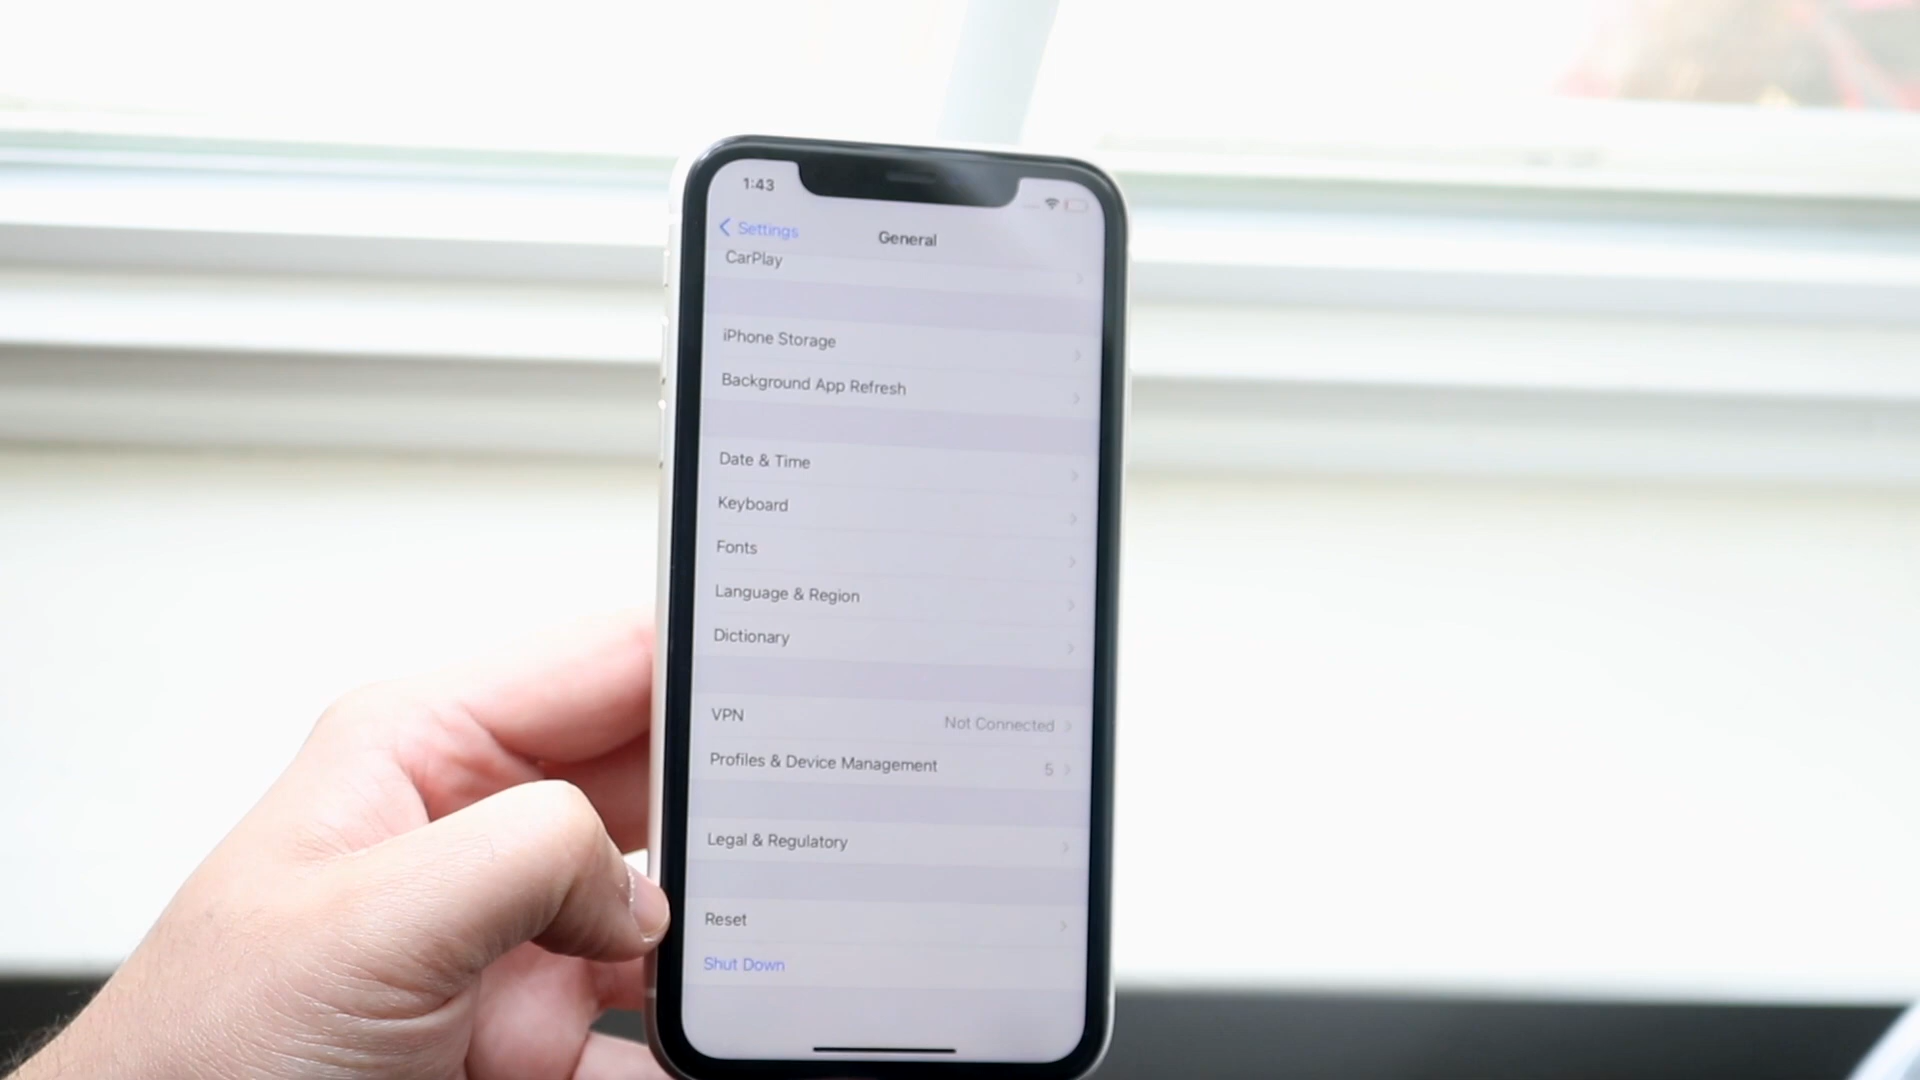 1:43
Settings
General
CarPlay
iPhone Storage
Background App Refresh
Date & Time
Keyboard
Fonts
Language & Region
Dictionary
VPN Not Connected
Profiles & Device Management 5
Legal & Regulatory
Reset
Shut Down